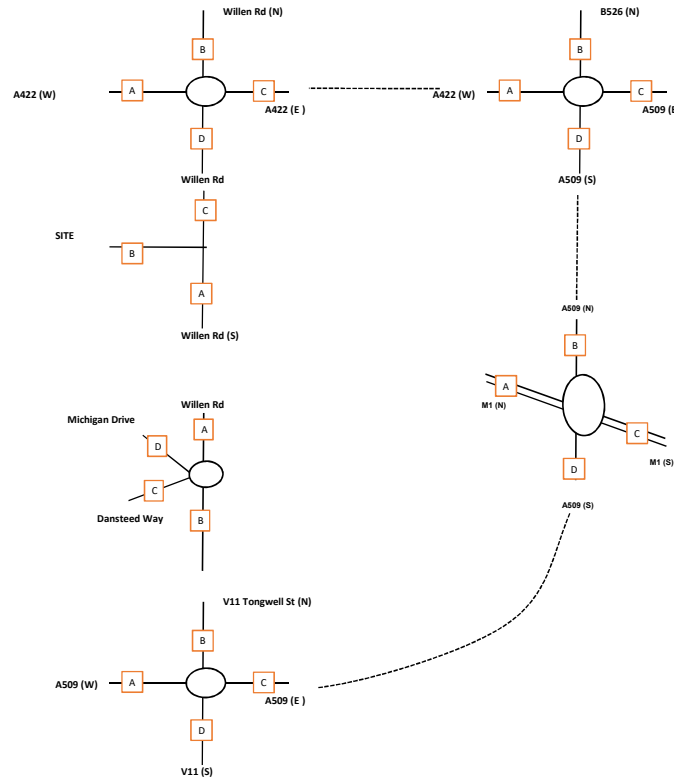 Willen Rd (N)
B526 (N)
B
B
A422 (W)
A
C
A422 (E )
A422 (W)
A
C
A509 (E
D
D
Willen Rd
A509 (S)
C
SITE
B
A
Willen Rd (S)
A509 (N)
B
A
M1 (N)
C
M1 (S)
D
A509 (S)
Willen Rd
Michigan Drive
A
D
C
Dansteed Way
B
V11 Tongwell St (N)
B
A509 (W)
A
C
A509 (E )
D
V11 (S)